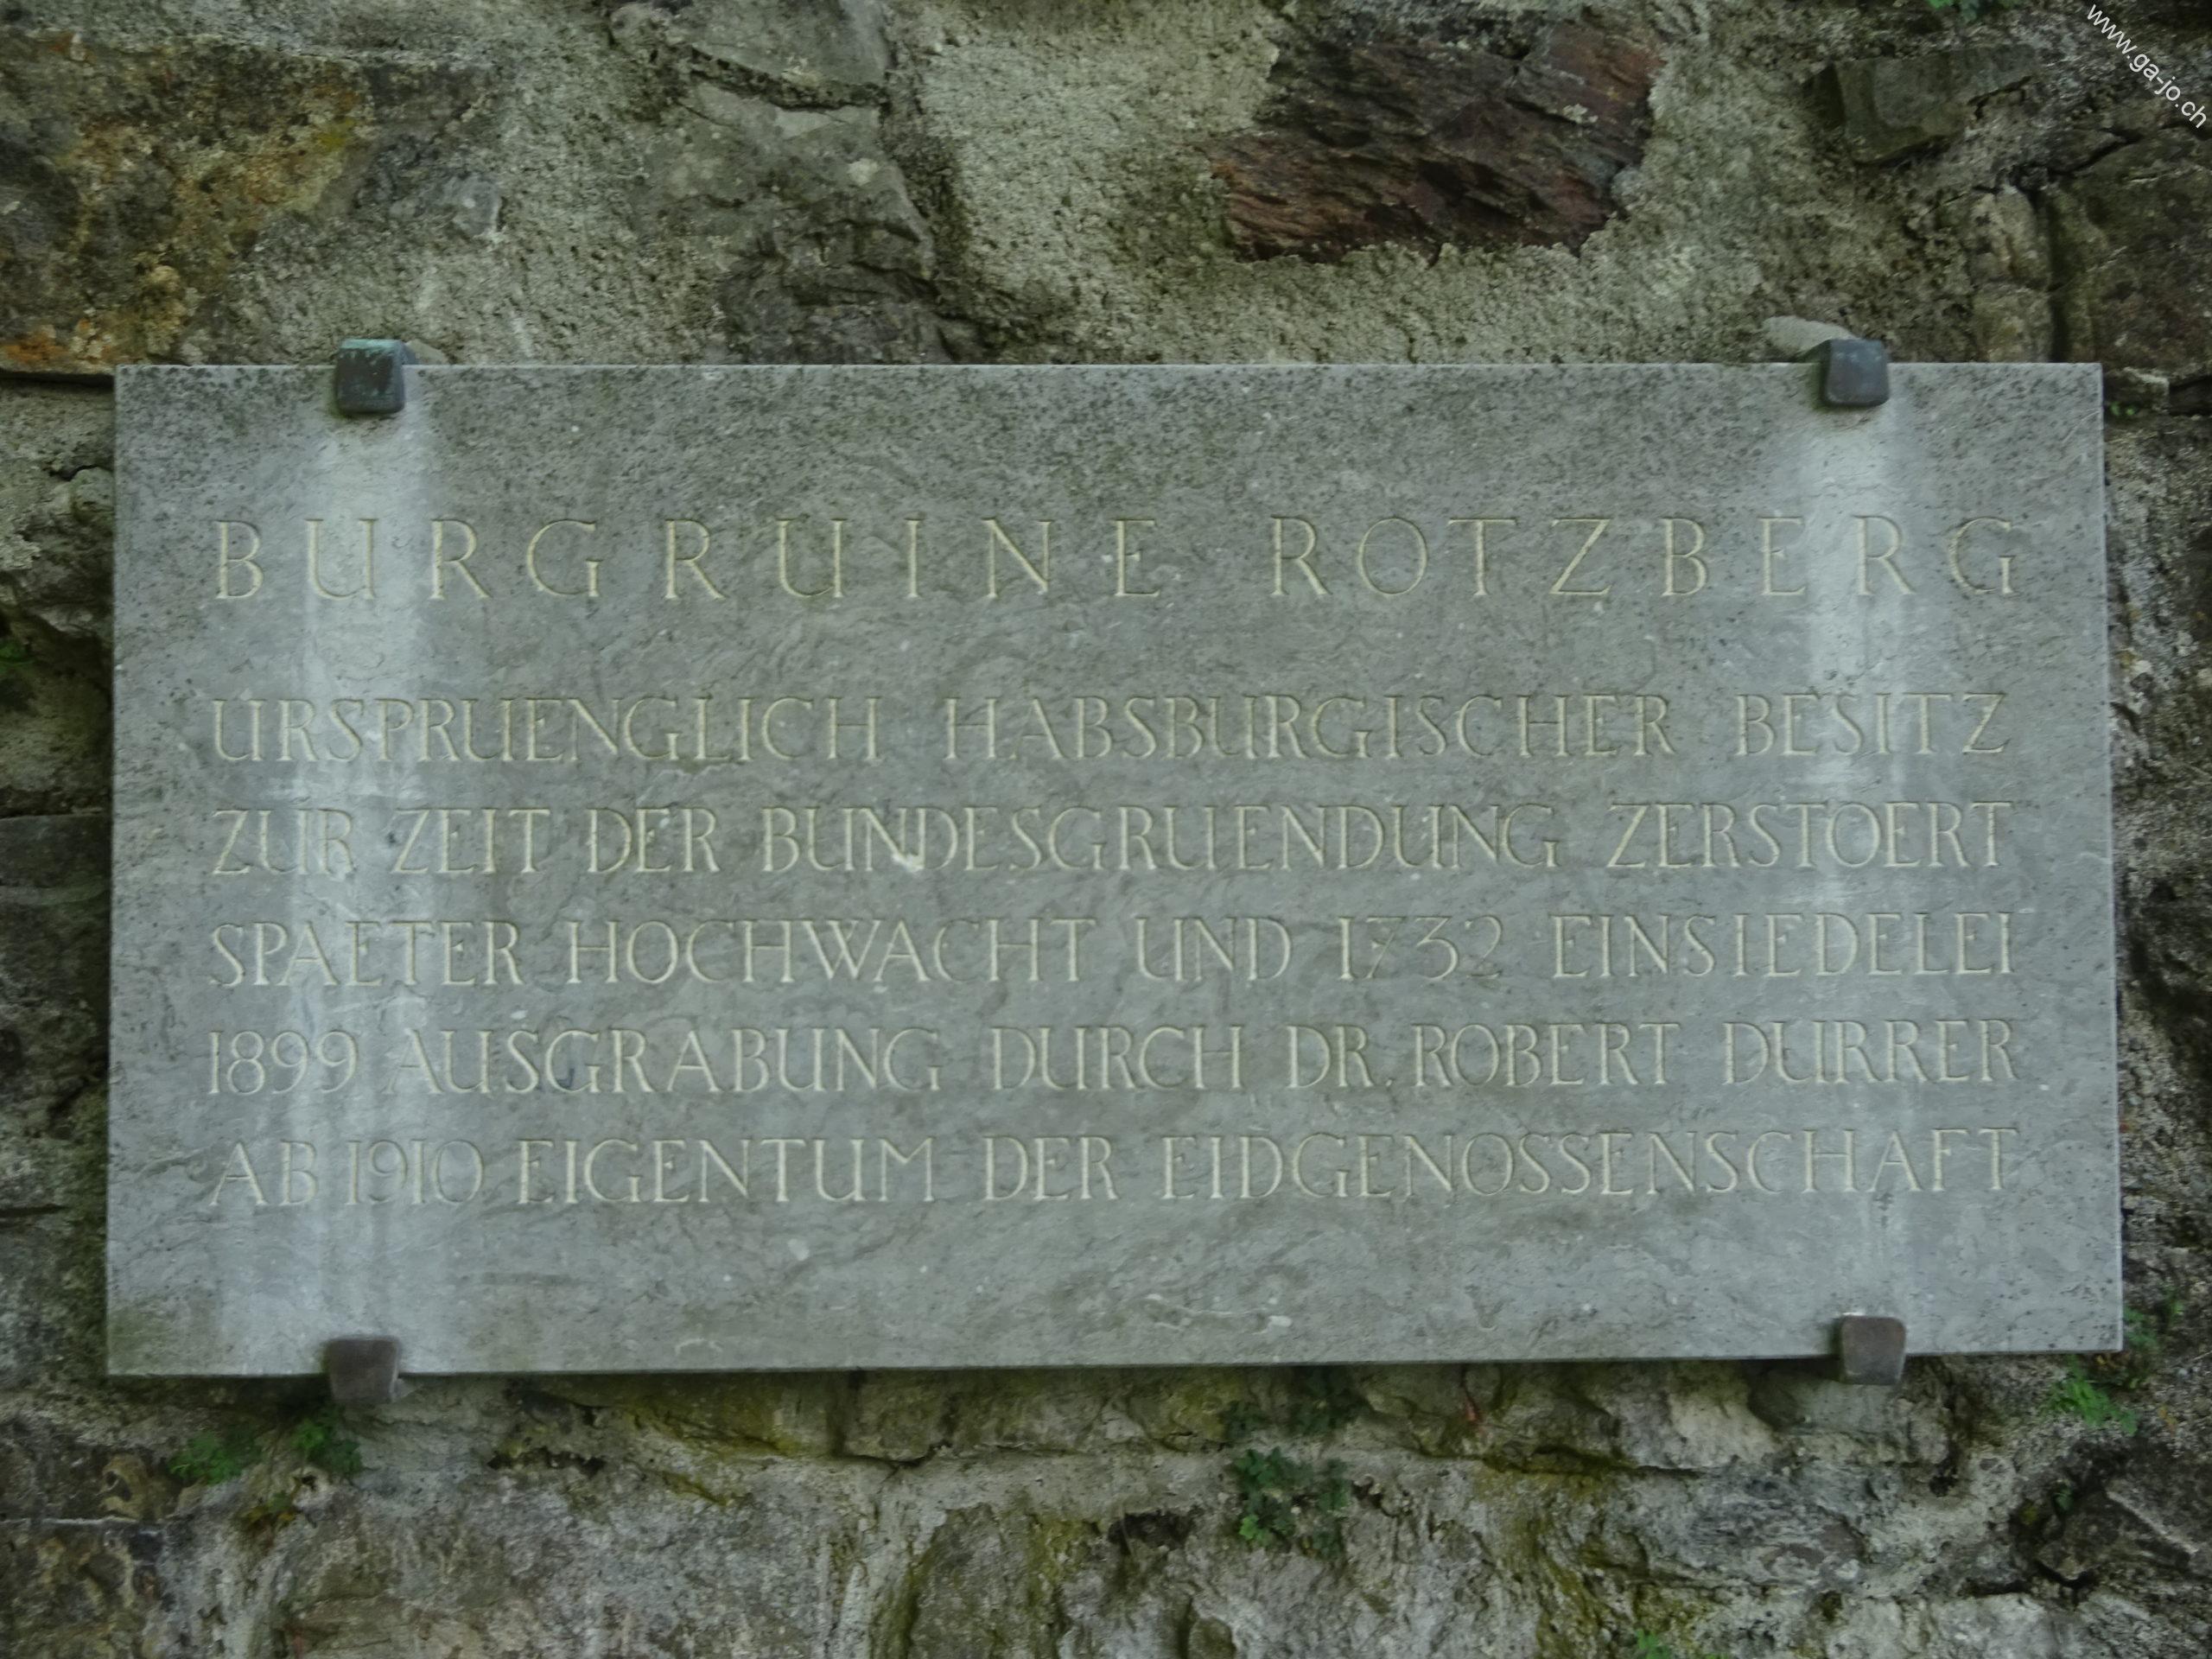 www.ga-jo.ch
BURGRUINE ROTZBERG
URSPRUENGLICH HABSBURGISCHER BESITZ
ZUR ZEIT DER BUNDESGRUENDUNG ZERSTOERT
SPAETER HOCHWACHT UND 1732 EINSIEDELEI
1899 AUSGRABUNG DURCH DR. ROBERT DURRER
AB 1910 EIGENTUM DER EIDGENOSSENSCHAFT